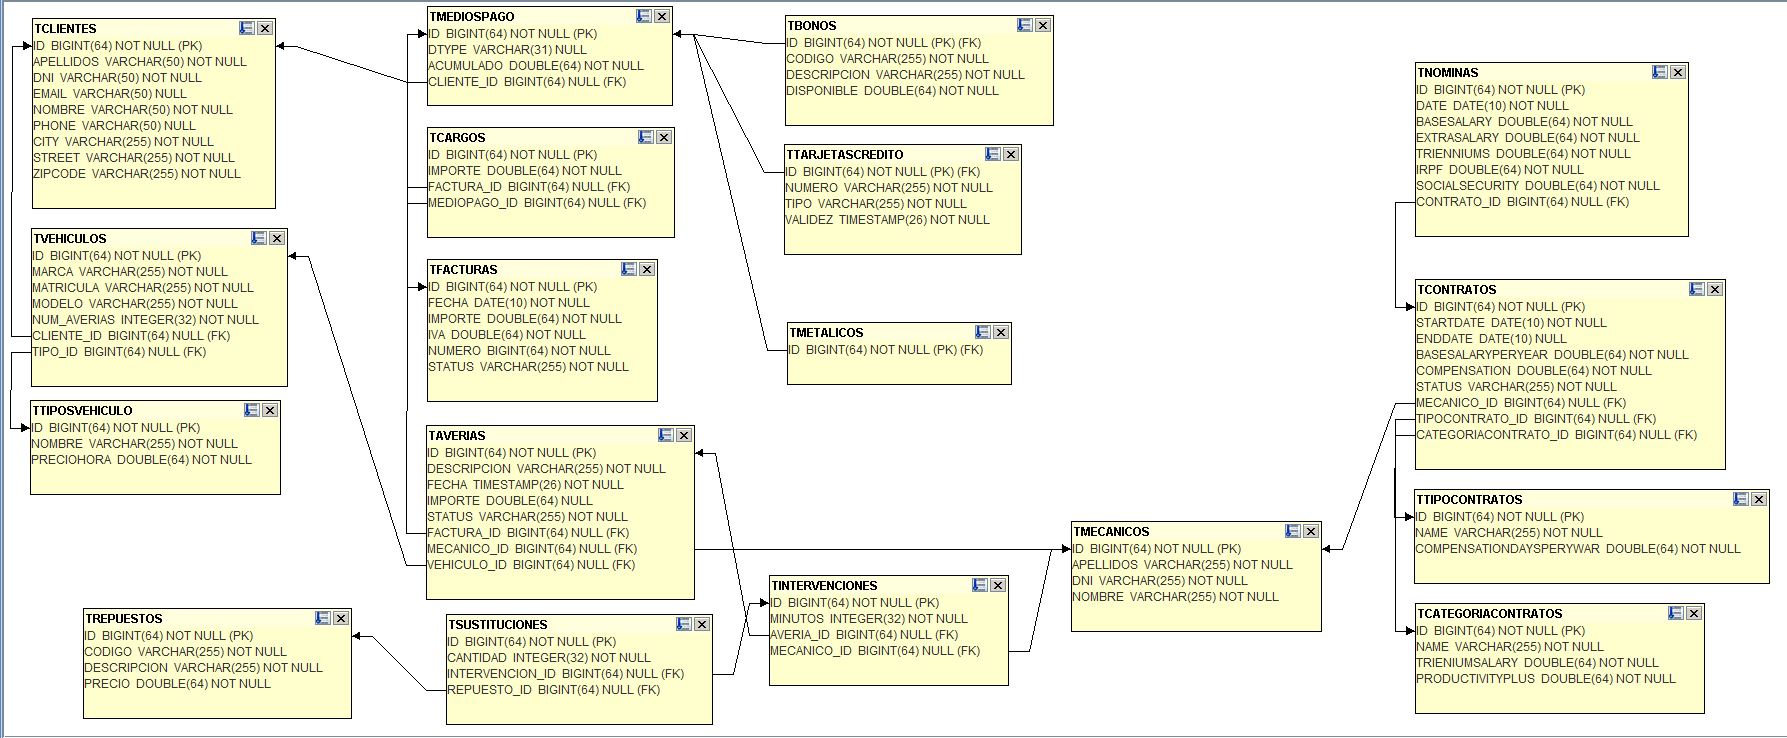 TCLIENTES
ID BIGINT(64) NOT NULL (PK)
APELLIDOS VARCHAR(50) NOT NULL
DNI VARCHAR(50) NOT NULL
EMAIL VARCHAR(50) NULL
NOMBRE VARCHAR(50) NOT NULL
PHONE VARCHAR(50) NULL
CITY VARCHAR(255) NOT NULL
STREET VARCHAR(255) NOT NULL
ZIPCODE VARCHAR(255) NOT NULL
TVEHICULOS
ID BIGINT(64) NOT NULL (PK)
MARCA VARCHAR(255) NOT NULL
MATRICULA VARCHAR(255) NOT NULL
MODELO VARCHAR(255) NOT NULL
NUM_AVERIAS INTEGER(32) NOT NULL
CLIENTE_ID BIGINT(64) NULL (FK)
TIPO_ID BIGINT(64) NULL (FK)
TTIPOSVEHICULO
ID BIGINT(64) NOT NULL (PK)
NOMBRE VARCHAR(255) NOT NULL
PRECIOHORA DOUBLE(64) NOT NULL
TREPUESTOS
ID BIGINT(64) NOT NULL (PK)
CODIGO VARCHAR(255) NOT NULL
DESCRIPCION VARCHAR(255) NOT NULL
PRECIO DOUBLE(64) NOT NULL
TMEDIOSPAGO
ID BIGINT(64) NOT NULL (PK)
DTYPE VARCHAR(31) NULL
ACUMULADO DOUBLE(64) NOT NULL
CLIENTE_ID BIGINT(64) NULL (FK)
TCARGOS
ID BIGINT(64) NOT NULL (PK)
IMPORTE DOUBLE(64) NOT NULL
FACTURA_ID BIGINT(64) NULL (FK)
MEDIOPAGO_ID BIGINT(64) NULL (FK)
TFACTURAS
ID BIGINT(64) NOT NULL (PK)
FECHA DATE(10) NOT NULL
IMPORTE DOUBLE(64) NOT NULL
IVA DOUBLE(64) NOT NULL
NUMERO BIGINT(64) NOT NULL
STATUS VARCHAR(255) NOT NULL
TAVERIAS
ID BIGINT(64) NOT NULL (PK)
DESCRIPCION VARCHAR(255) NOT NULL
FECHA TIMESTAMP(26) NOT NULL
IMPORTE DOUBLE(64) NULL
STATUS VARCHAR(255) NOT NULL
FACTURA_ID BIGINT(64) NULL (FK)
MECANICO_ID BIGINT(64) NULL (FK)
VEHICULO_ID BIGINT(64) NULL (FK)
TSUSTITUCIONES
ID BIGINT(64) NOT NULL (PK)
CANTIDAD INTEGER(32) NOT NULL
INTERVENCION_ID BIGINT(64) NULL (FK)
REPUESTO_ID BIGINT(64) NULL (FK)
TBONOS
ID BIGINT(64) NOT NULL (PK) (FK)
CODIGO VARCHAR(255) NOT NULL
DESCRIPCION VARCHAR(255) NOT NULL
DISPONIBLE DOUBLE(64) NOT NULL
TTARJETASCREDITO
ID BIGINT(64) NOT NULL (PK) (FK)
NUMERO VARCHAR(255) NOT NULL
TIPO VARCHAR(255) NOT NULL
VALIDEZ TIMESTAMP(26) NOT NULL
TMETALICOS
ID BIGINT(64) NOT NULL (PK) (FK)
TINTERVENCIONES
ID BIGINT(64) NOT NULL (PK)
MINUTOS INTEGER(32) NOT NULL
AVERIA_ID BIGINT(64) NULL (FK)
MECANICO_ID BIGINT(64) NULL (FK)
TMECANICOS
ID BIGINT(64) NOT NULL (PK)
APELLIDOS VARCHAR(255) NOT NULL
DNI VARCHAR(255) NOT NULL
NOMBRE VARCHAR(255) NOT NULL
TNOMINAS
ID BIGINT(64) NOT NULL (PK)
DATE DATE(10) NOT NULL
BASESALARY DOUBLE(64) NOT NULL
EXTRASALARY DOUBLE(64) NOT NULL
TRIENNIUMS DOUBLE(64) NOT NULL
IRPF DOUBLE(64) NOT NULL
SOCIALSECURITY DOUBLE(64) NOT NULL
CONTRATO_ID BIGINT(64) NULL (FK)
TCONTRATOS
ID BIGINT(64) NOT NULL (PK)
STARTDATE DATE(10) NOT NULL
ENDDATE DATE(10) NULL
BASESALARYPERYEAR DOUBLE(64) NOT NULL
COMPENSATION DOUBLE(64) NOT NULL
STATUS VARCHAR(255) NOT NULL
MECANICO_ID BIGINT(64) NULL (FK)
TIPOCONTRATO_ID BIGINT(64) NULL (FK)
CATEGORIACONTRATO_ID BIGINT(64) NULL (FK)
TTIPOCONTRATOS
ID BIGINT(64) NOT NULL (PK)
NAME VARCHAR(255) NOT NULL
COMPENSATIONDAYSPERYWAR DOUBLE(64) NOT NULL
TCATEGORIACONTRATOS
ID BIGINT(64) NOT NULL (PK)
NAME VARCHAR(255) NOT NULL
TRIENIUMSALARY DOUBLE(64) NOT NULL
PRODUCTIVITYPLUS DOUBLE(64) NOT NULL